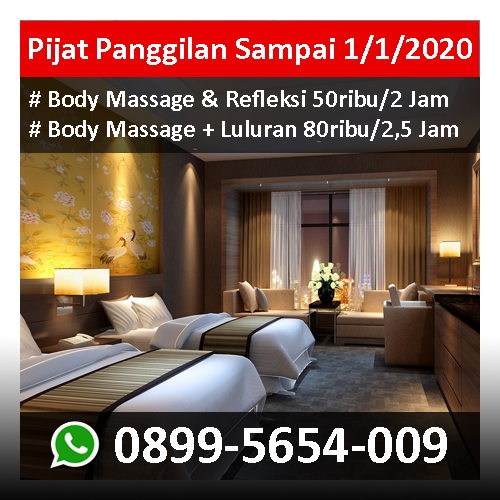 Pijat Panggilan Sampai 1/1/2020
# Body Massage & Refleksi 50ribu/2 Jam
# Body Massage + Luluran 80ribu/2,5 Jam
0899-5654-009